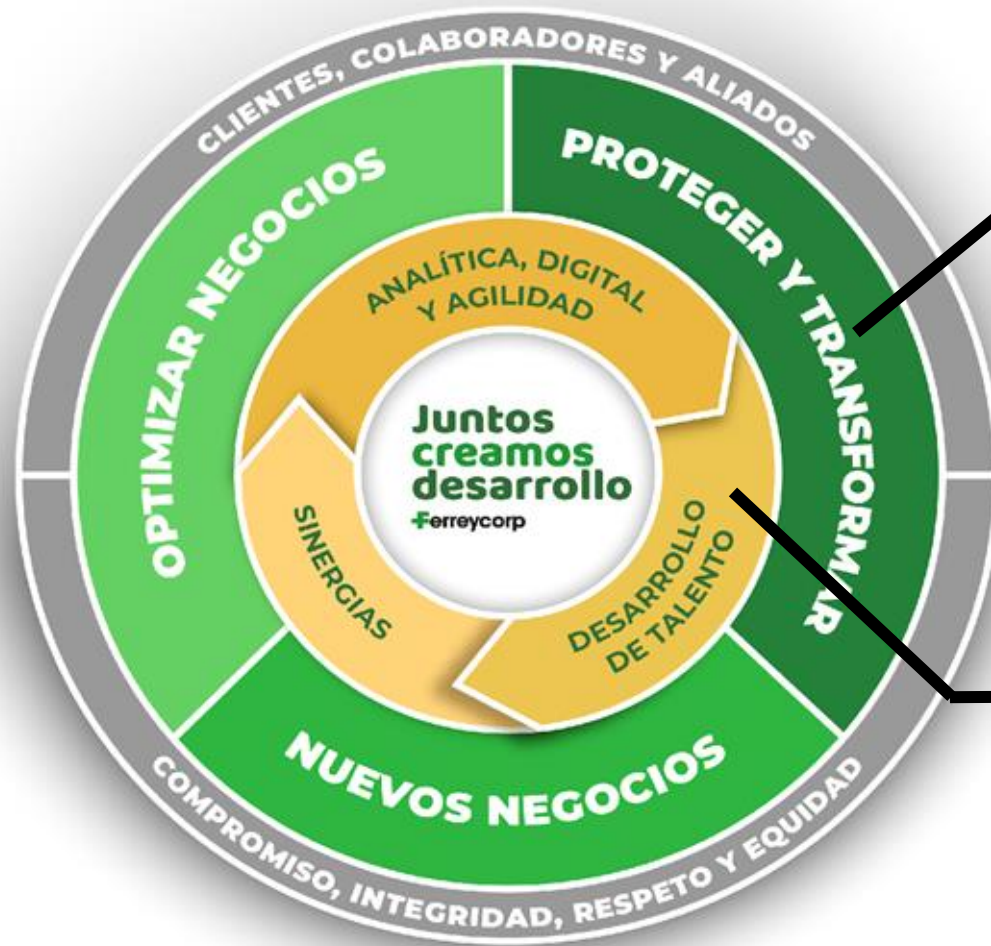 CLIENTES, COLABORADORES Y ALIADOS
OPTIMIZAR NEGOCIOS
PROTEGER Y TRANSFORMAR
ANALÍTICA, DIGITAL
Y AGILIDAD
Juntos
creamos
desarrollo
Ferreycorp
SINERGIAS
DESARROLLO
DE TALENTO
NUEVOS NEGOCIOS
COMPROMISO, INTEGRIDAD, RESPETO Y EQUIDAD